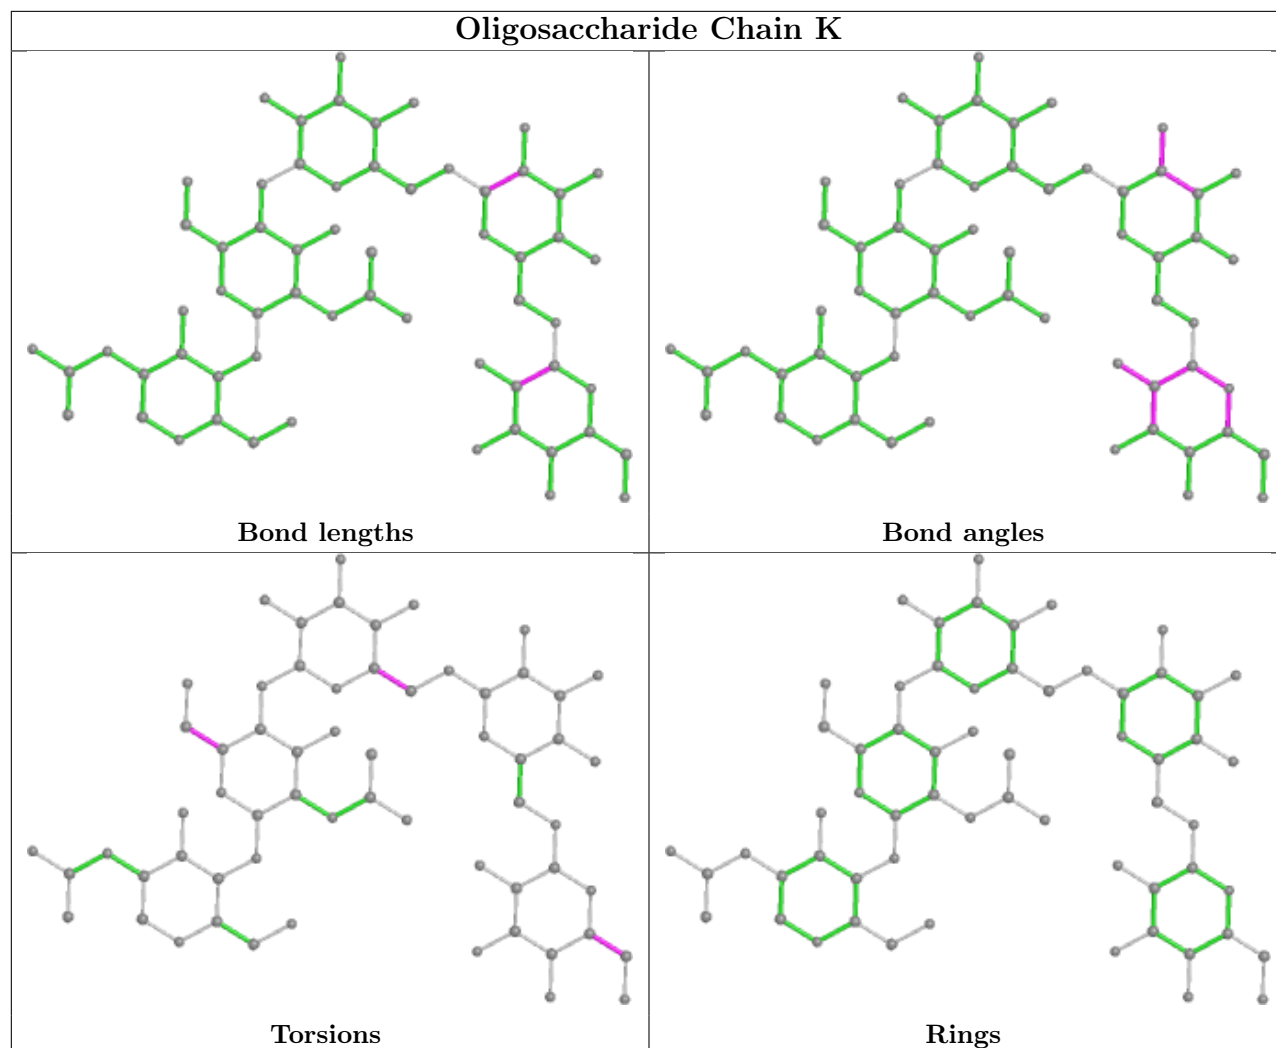 Oligosaccharide Chain K
Bond lengths
Bond angles
Torsions
Rings